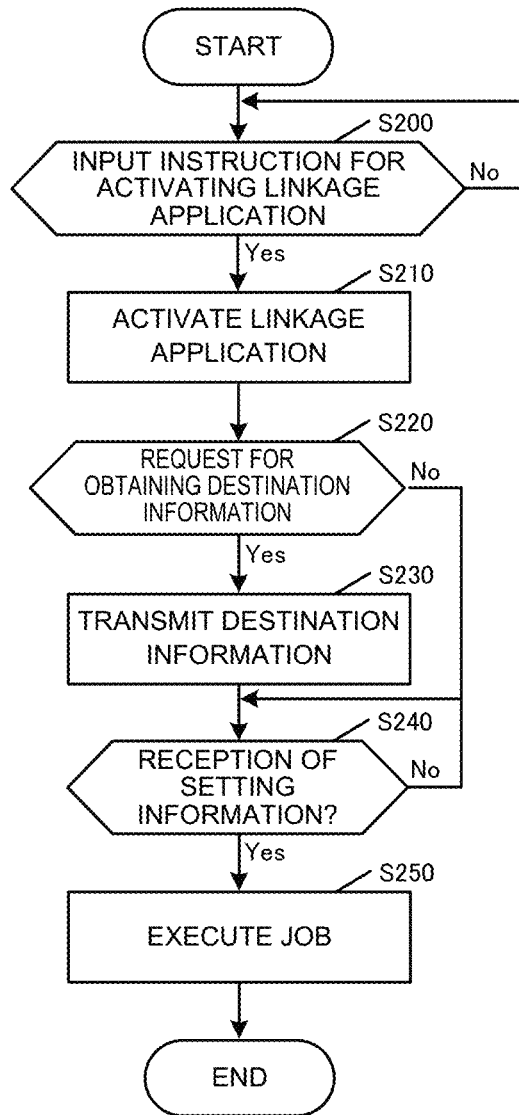 START
S200
INPUT INSTRUCTION FOR
ACTIVATING LINKAGE
APPLICATION
No
Yes
S210
ACTIVATE LINKAGE
APPLICATION
S220
REQUEST FOR
OBTAINING DESTINATION
INFORMATION
No
Yes
S230
TRANSMIT DESTINATION
INFORMATION
S240
RECEPTION OF
SETTING
INFORMATION?
No
Yes
S250
EXECUTE JOB
END